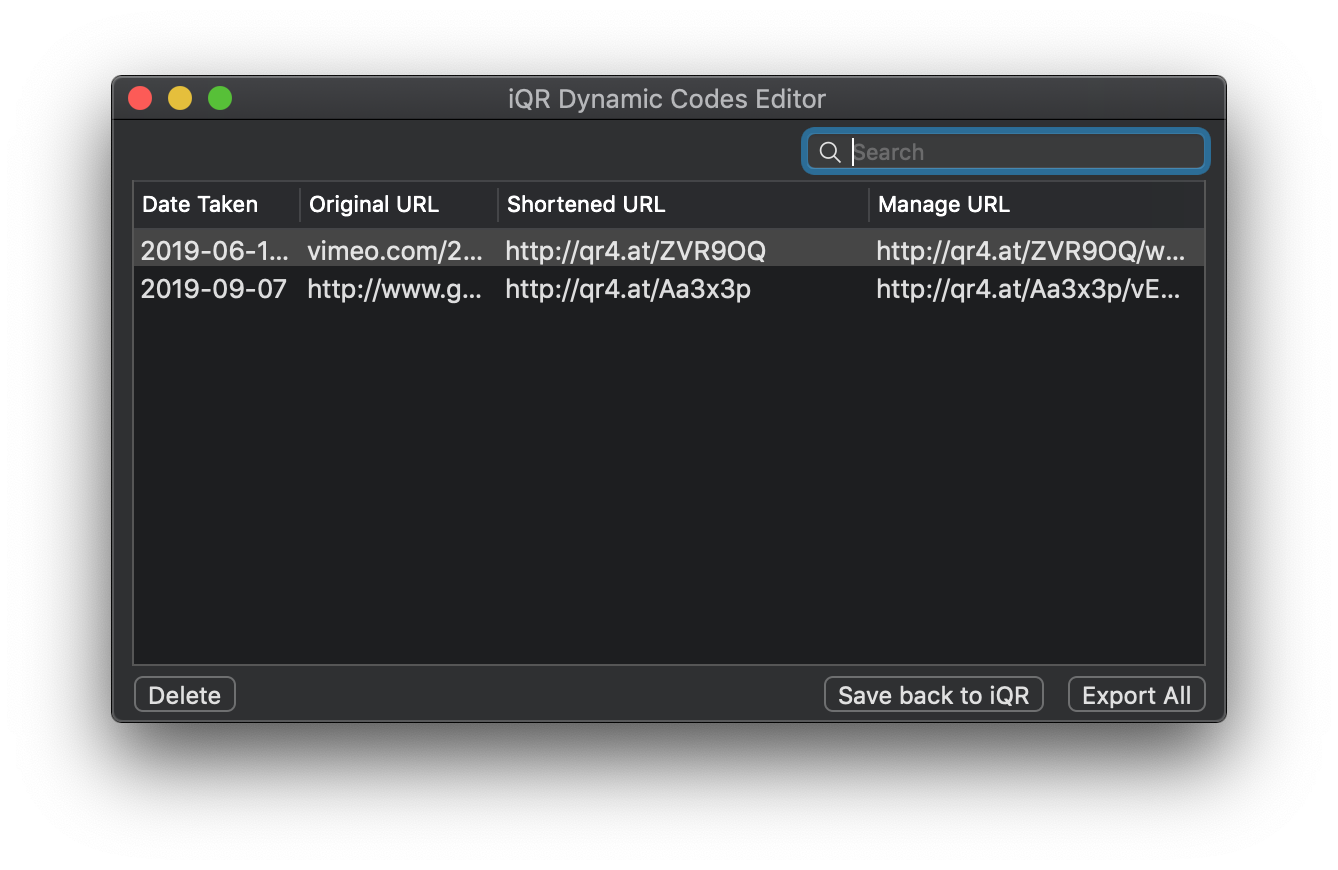 iQR Dynamic Codes Editor
Search
Date Taken Original URL Shortened URL Manage URL
2019-06-1... vimeo.com/2... http://qr4.at/ZVR9OQ http://qr4.at/ZVR9OQ/w...
2019-09-07 http://www.g... http://qr4.at/Aa3x3p http://qr4.at/Aa3x3p/vE...
Delete Save back to iQR Export All